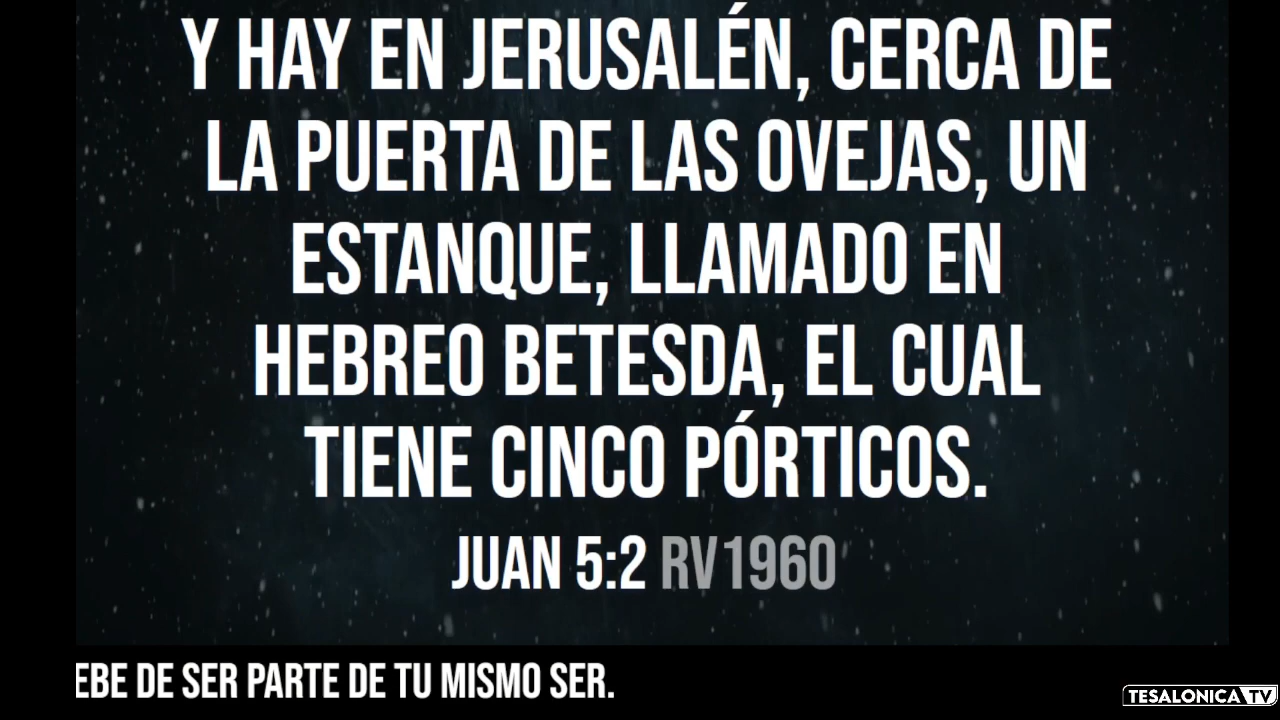 Y HAY EN JERUSALÉN, CERCA DE
LA PUERTA DE LAS OVEJAS, UN
ESTANQUE, LLAMADO EN
HEBREO BETESDA, EL CUAL
TIENE CINCO PÓRTICOS.
JUAN 5:2 RV1960
EBE DE SER PARTE DE TU MISMO SER.
TESALONICA TV